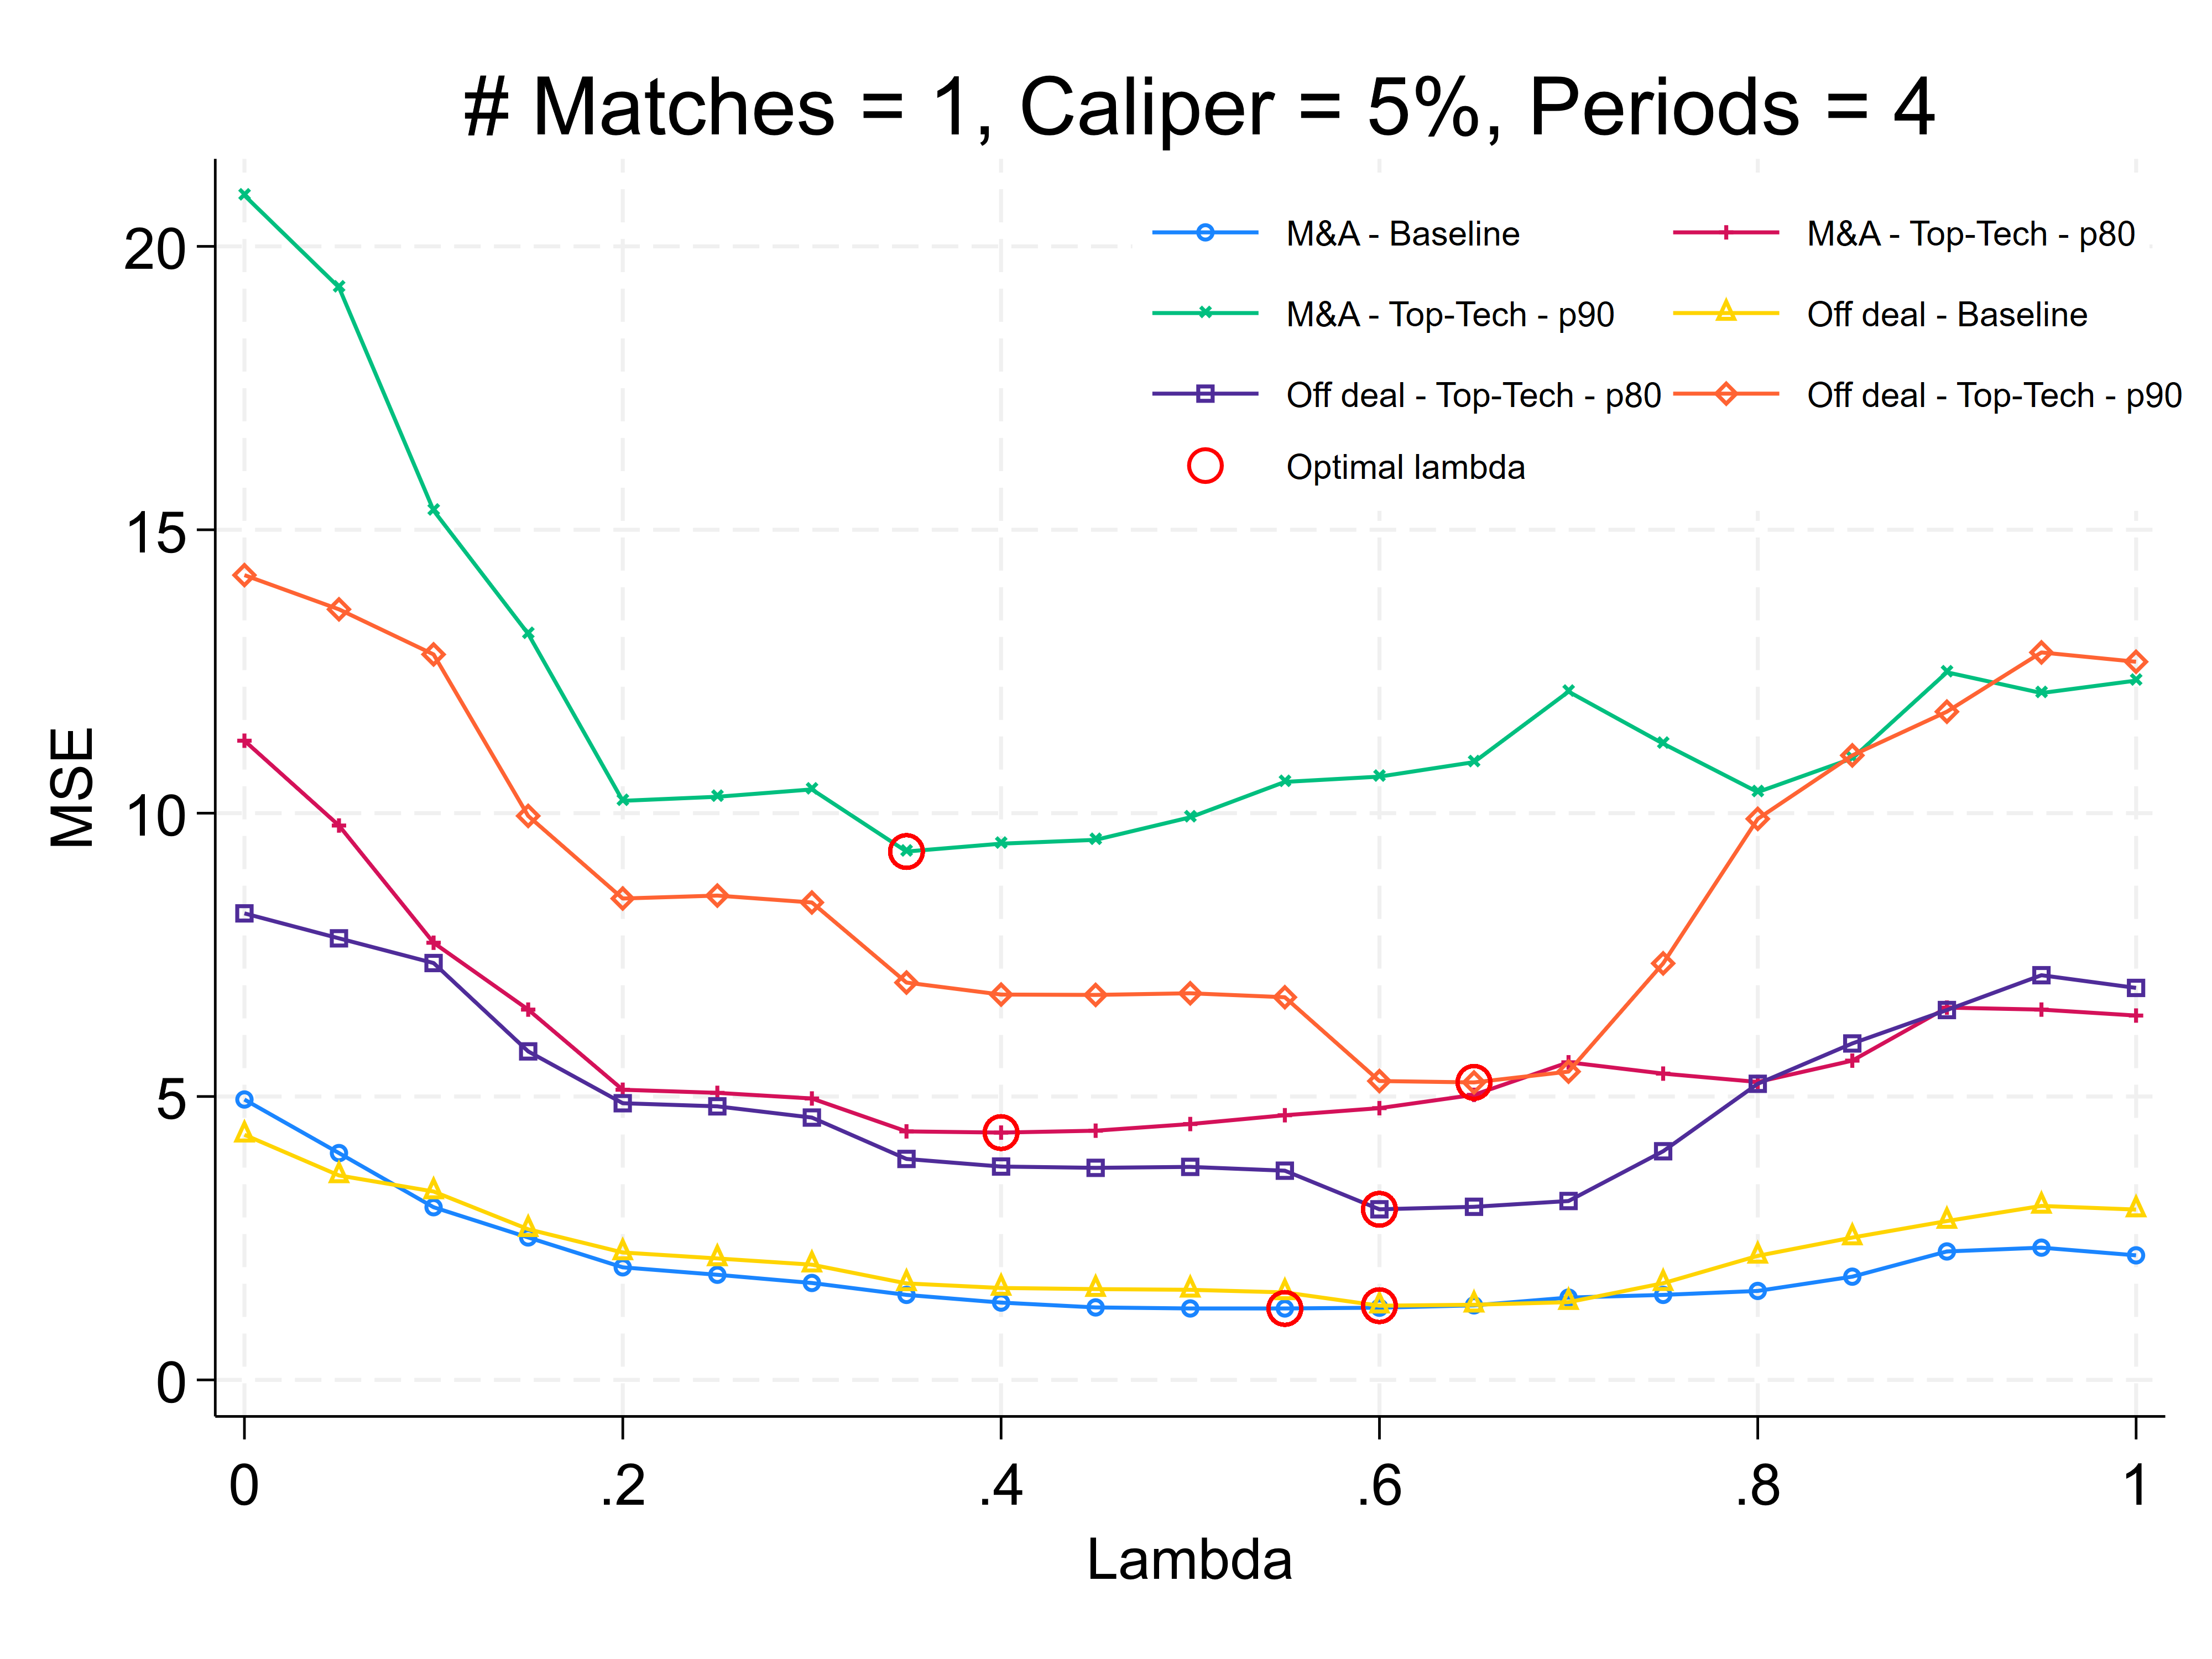 # Matches = 1, Caliper = 5%, Periods = 4
M&A - Baseline
M&A - Top-Tech - p80
M&A - Top-Tech - p90
Off deal - Baseline
Off deal - Top-Tech - p80
Off deal - Top-Tech - p90
Optimal lambda
MSE
20
15
10
5
0
0 .2 .4 .6 .8 1
Lambda